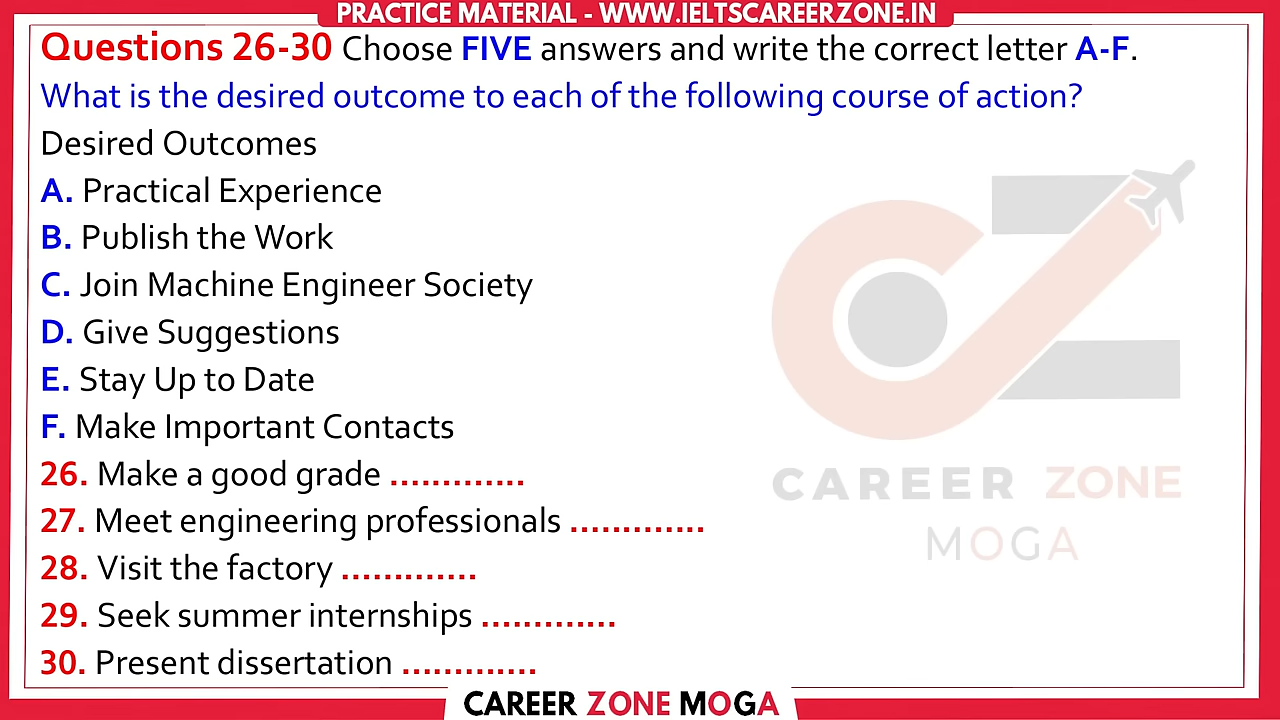 PRACTICE MATERIAL - WWW.IELTSCAREERZONE.IN
Questions 26-30 Choose FIVE answers and write the correct letter A-F.
What is the desired outcome to each of the following course of action?
Desired Outcomes
A. Practical Experience
B. Publish the Work
C. Join Machine Engineer Society
D. Give Suggestions
E. Stay Up to Date
F. Make Important Contacts
26. Make a good grade .............
27. Meet engineering professionals .............
28. Visit the factory .............
29. Seek summer internships .............
30. Present dissertation .............
CAREER ZONE
MOGA
CAREER ZONE MOGA